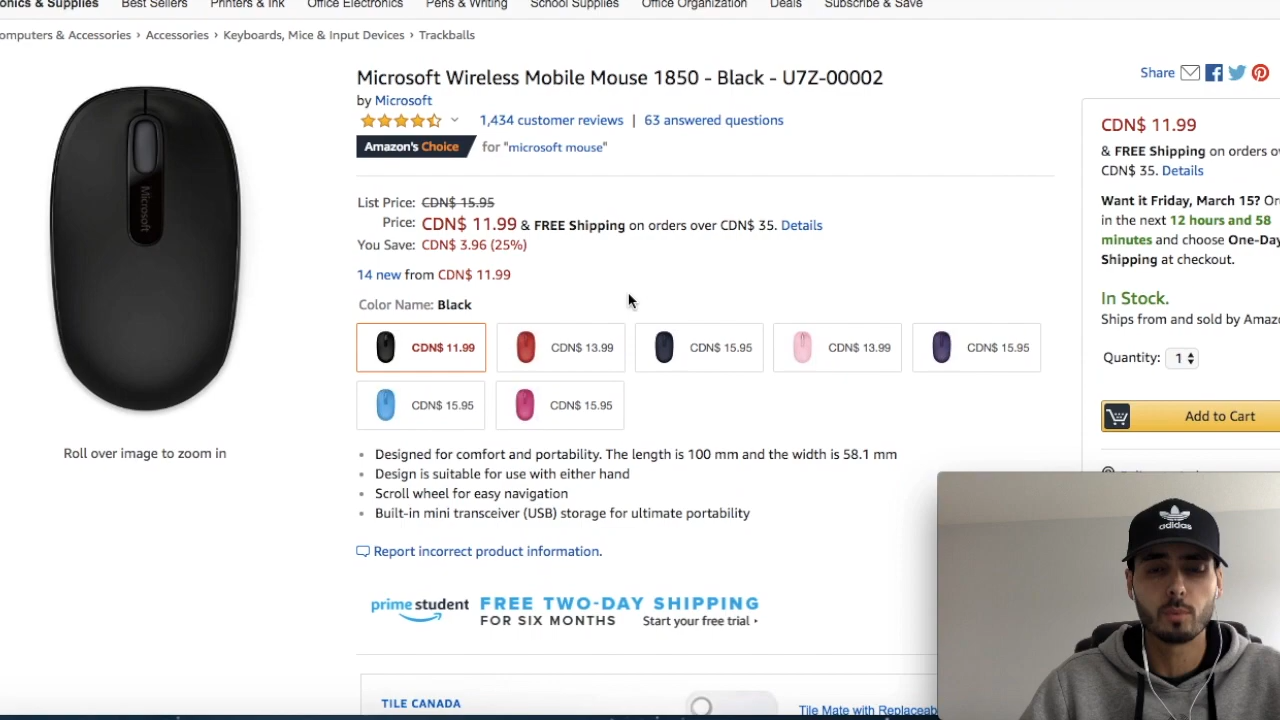 onics & Supplies Best Sellers Printers & Ink Office Electronics Pens & Writing School Supplies Office Organization Deals Subscribe & Save
omputers & Accessories › Accessories › Keyboards, Mice & Input Devices › Trackballs
Microsoft Wireless Mobile Mouse 1850 - Black - U7Z-00002
Share
by Microsoft
1,434 customer reviews | 63 answered questions
Amazon's Choice for "microsoft mouse"
Microsoft
List Price: CDN$ 15.95
Price: CDN$ 11.99 & FREE Shipping on orders over CDN$ 35. Details
You Save: CDN$ 3.96 (25%)
14 new from CDN$ 11.99
Color Name: Black
CDN$ 11.99 CDN$ 13.99 CDN$ 15.95 CDN$ 13.99 CDN$ 15.95
CDN$ 15.95 CDN$ 15.95
Roll over image to zoom in
• Designed for comfort and portability. The length is 100 mm and the width is 58.1 mm
• Design is suitable for use with either hand
• Scroll wheel for easy navigation
• Built-in mini transceiver (USB) storage for ultimate portability
Report incorrect product information.
prime student FREE TWO-DAY SHIPPING
FOR SIX MONTHS Start your free trial ›
TILE CANADA
Tile Mate with Replaceab
CDN$ 11.99
& FREE Shipping on orders ov
CDN$ 35. Details
Want it Friday, March 15? Or
in the next 12 hours and 58
minutes and choose One-Day
Shipping at checkout.
In Stock.
Ships from and sold by Amazo
Quantity: 1
Add to Cart
adidas